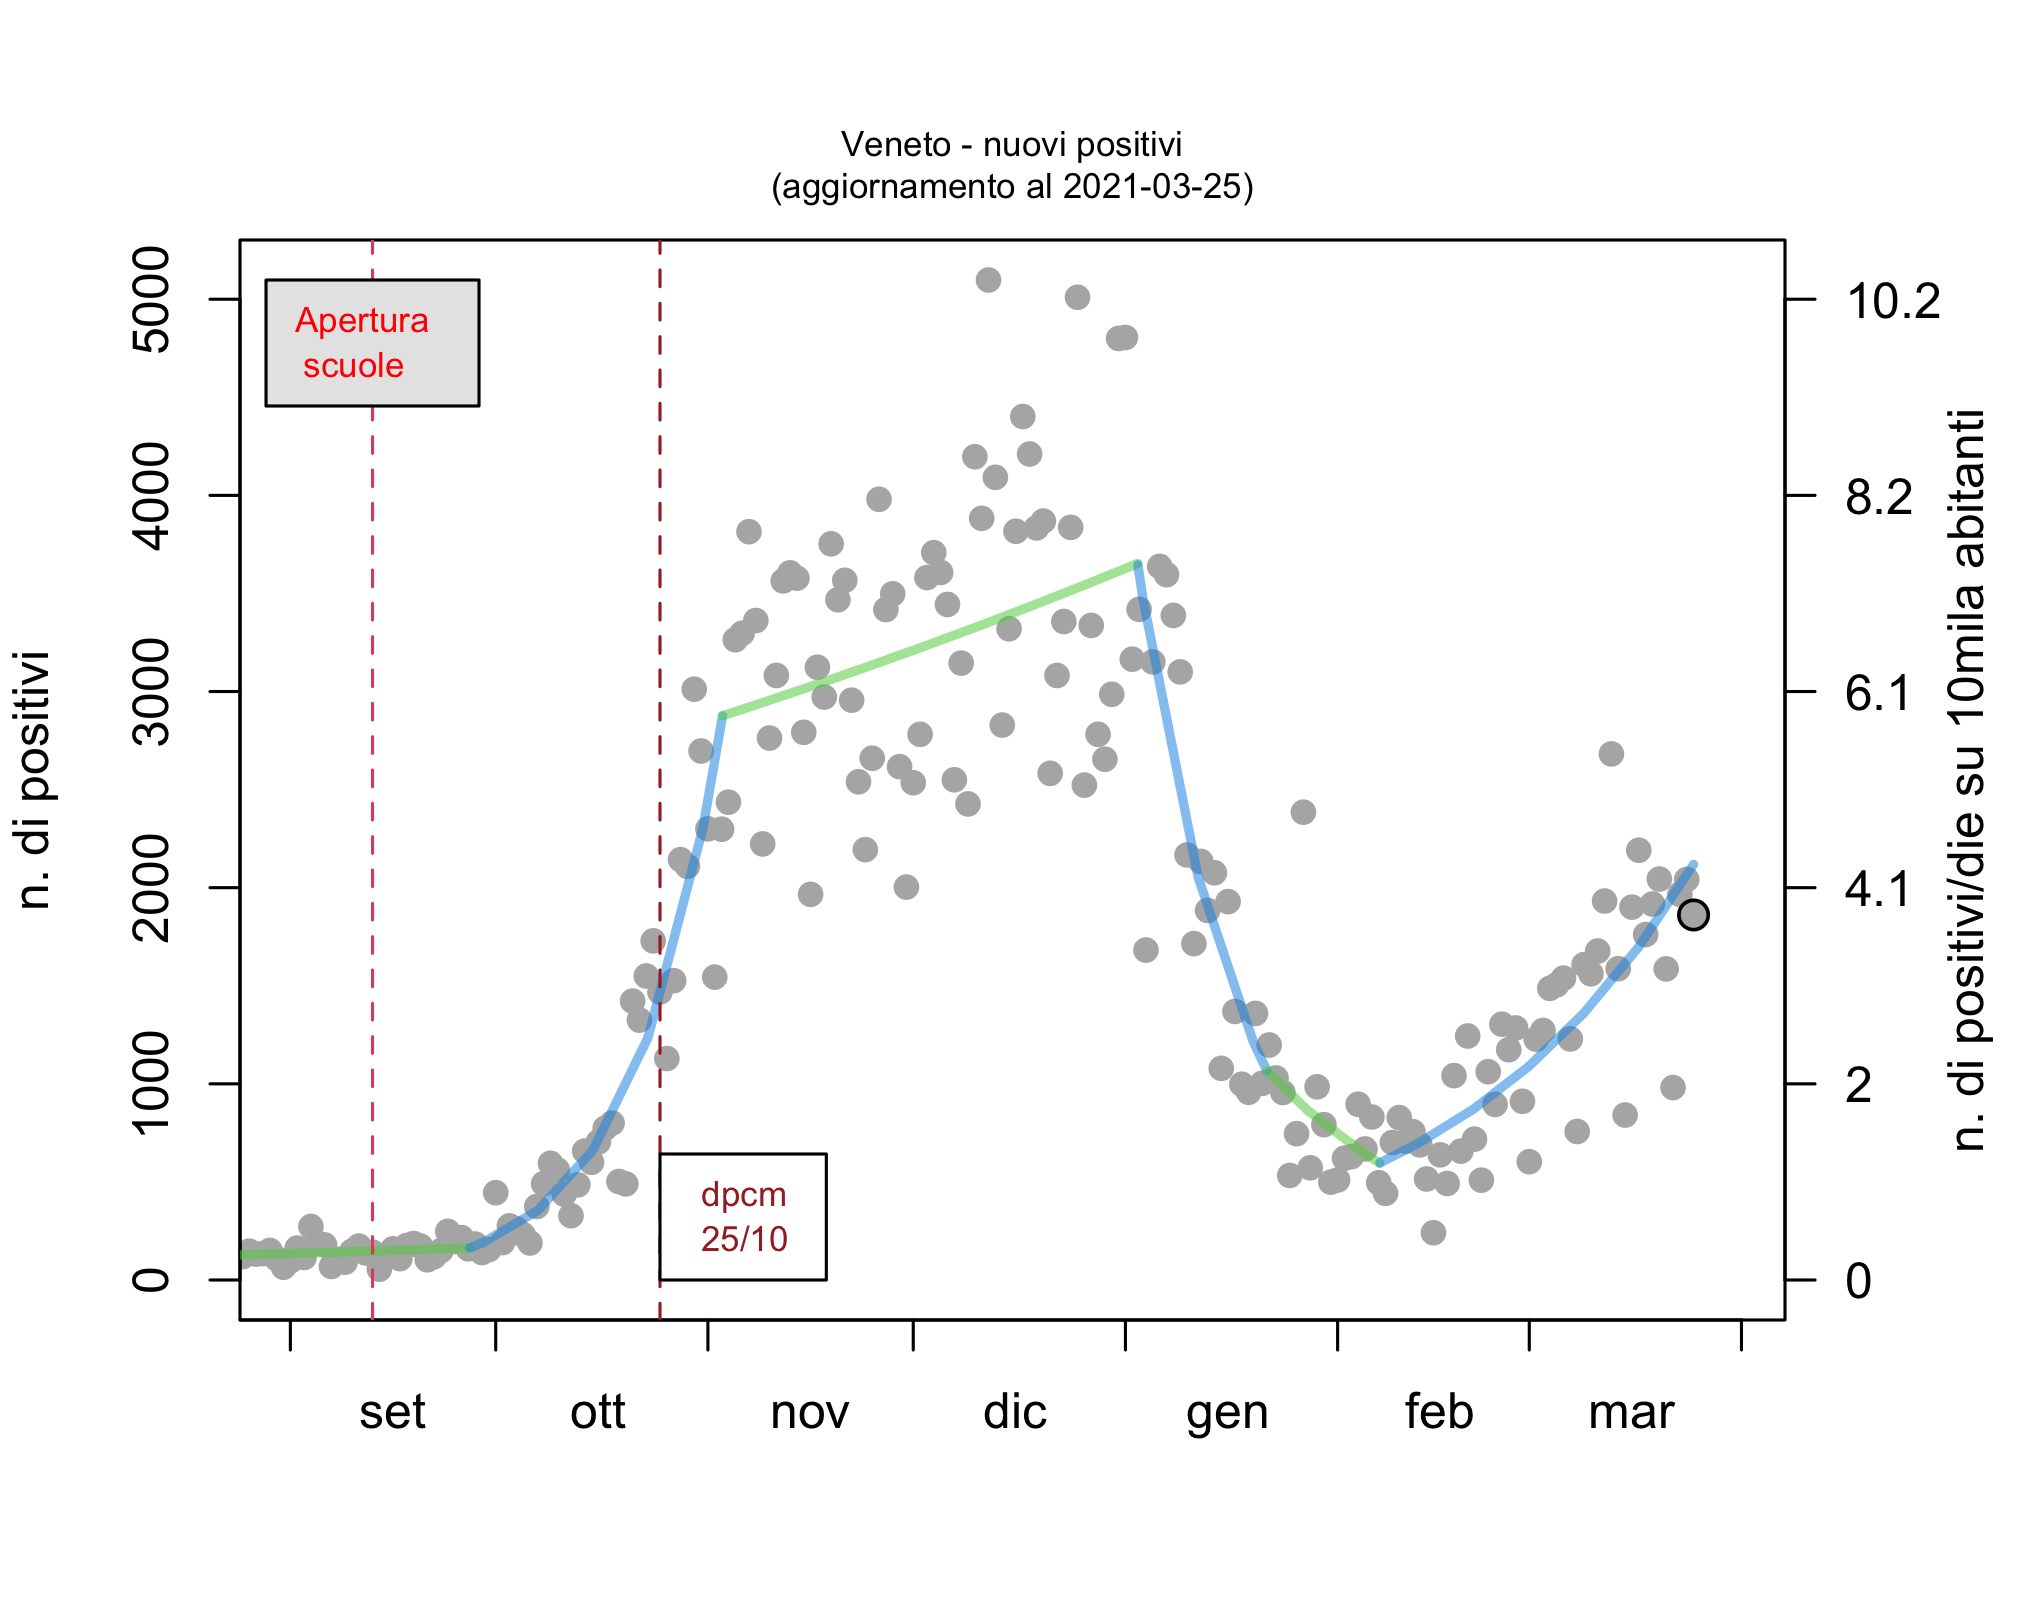 Veneto - nuovi positivi
(aggiornamento al 2021-03-25)
n. di positivi
5000
4000
3000
2000
1000
0
Apertura
scuole
dpcm
25/10
10.2
8.2
6.1
4.1
2
0
n. di positivi/die su 10mila abitanti
set ott nov dic gen feb mar